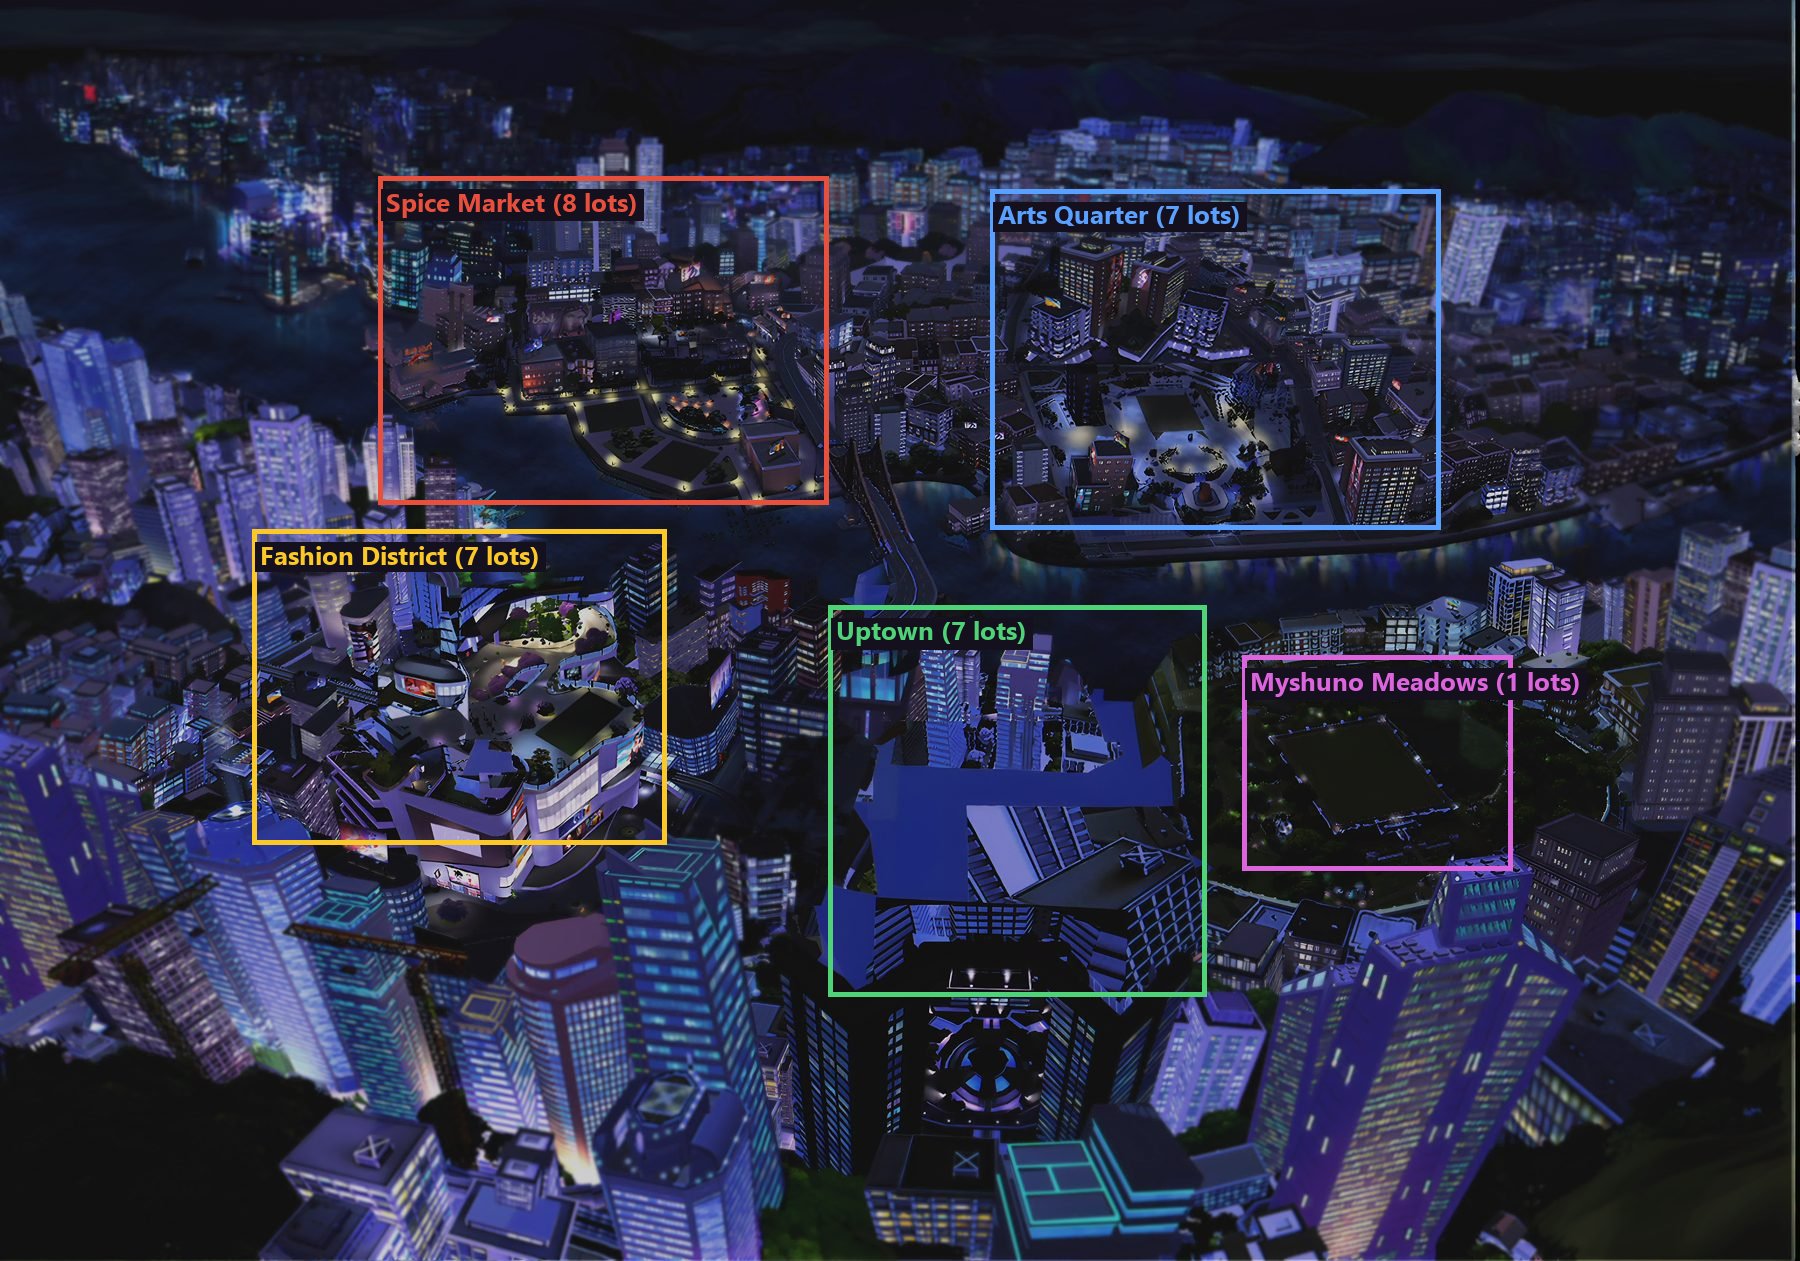 Spice Market (8 lots)
Arts Quarter (7 lots)
Fashion District (7 lots)
Uptown (7 lots)
Myshuno Meadows (1 lots)